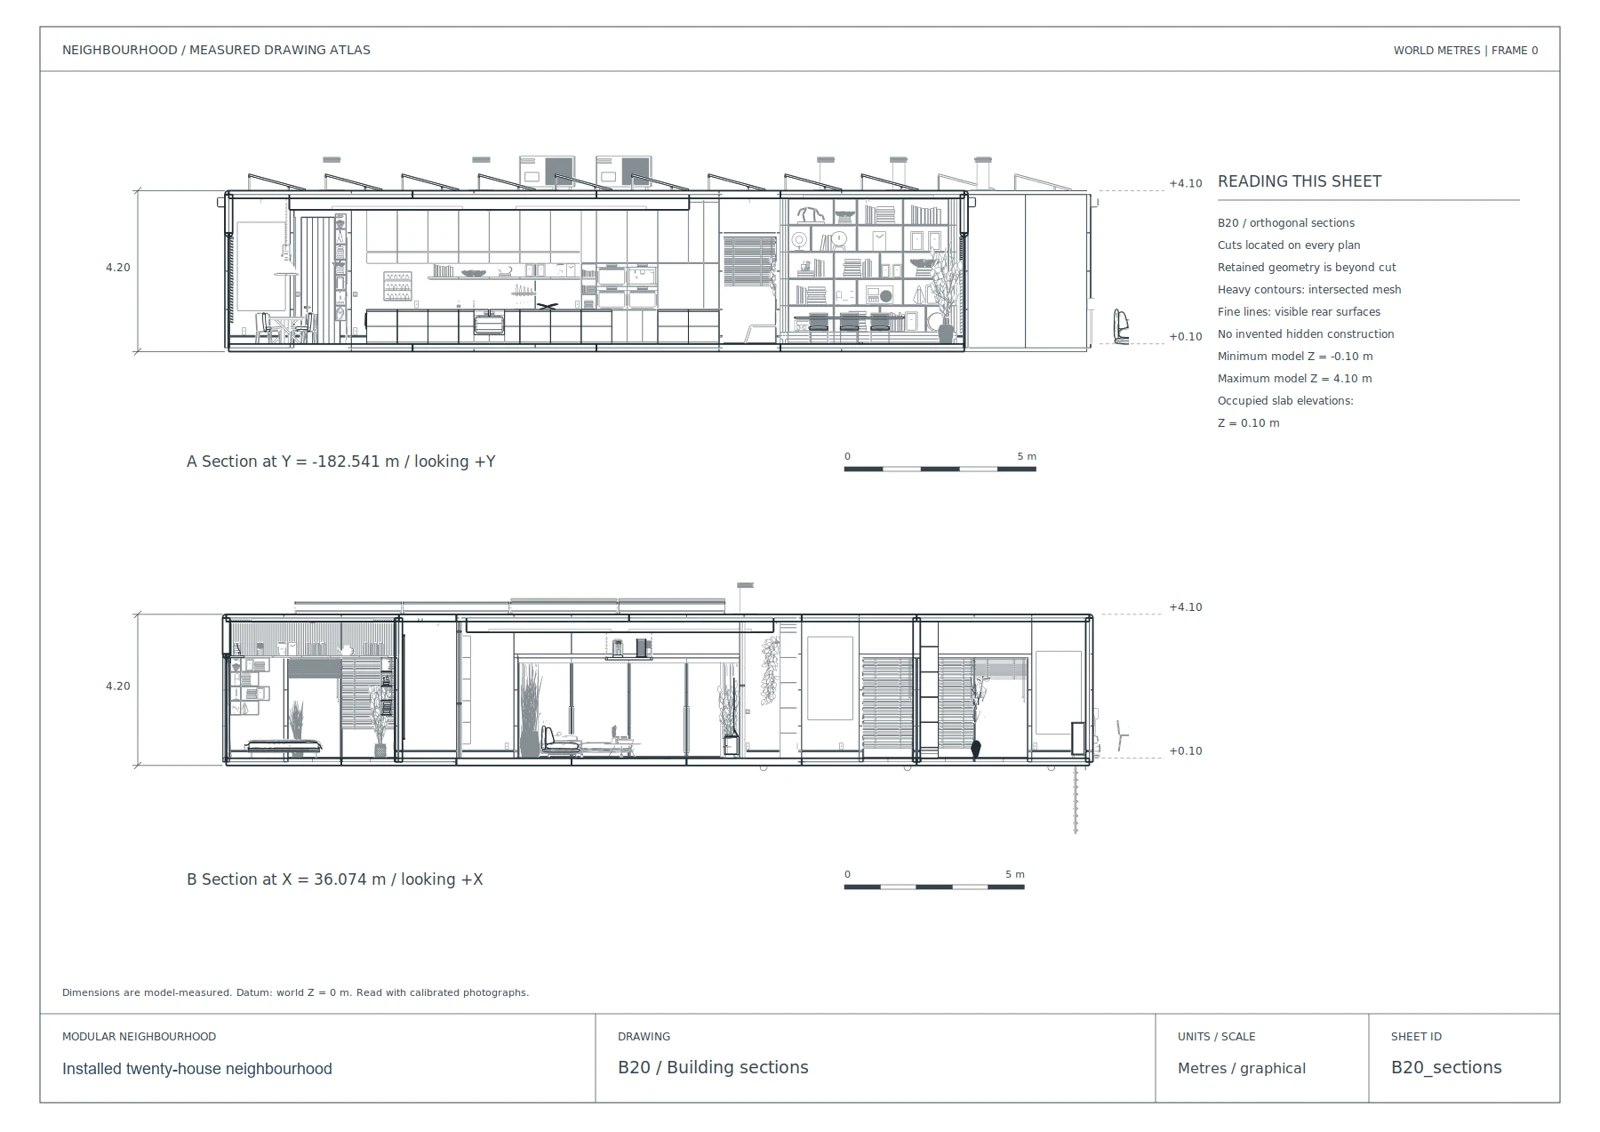 NEIGHBOURHOOD / MEASURED DRAWING ATLAS
WORLD METRES | FRAME 0
+4.10
4.20
+0.10
READING THIS SHEET
B20 / orthogonal sections
Cuts located on every plan
Retained geometry is beyond cut
Heavy contours: intersected mesh
Fine lines: visible rear surfaces
No invented hidden construction
Minimum model Z = -0.10 m
Maximum model Z = 4.10 m
Occupied slab elevations:
Z = 0.10 m
A Section at Y = -182.541 m / looking +Y
0 5 m
+4.10
4.20
+0.10
B Section at X = 36.074 m / looking +X
0 5 m
Dimensions are model-measured. Datum: world Z = 0 m. Read with calibrated photographs.
MODULAR NEIGHBOURHOOD
Installed twenty-house neighbourhood
DRAWING
B20 / Building sections
UNITS / SCALE
Metres / graphical
SHEET ID
B20_sections